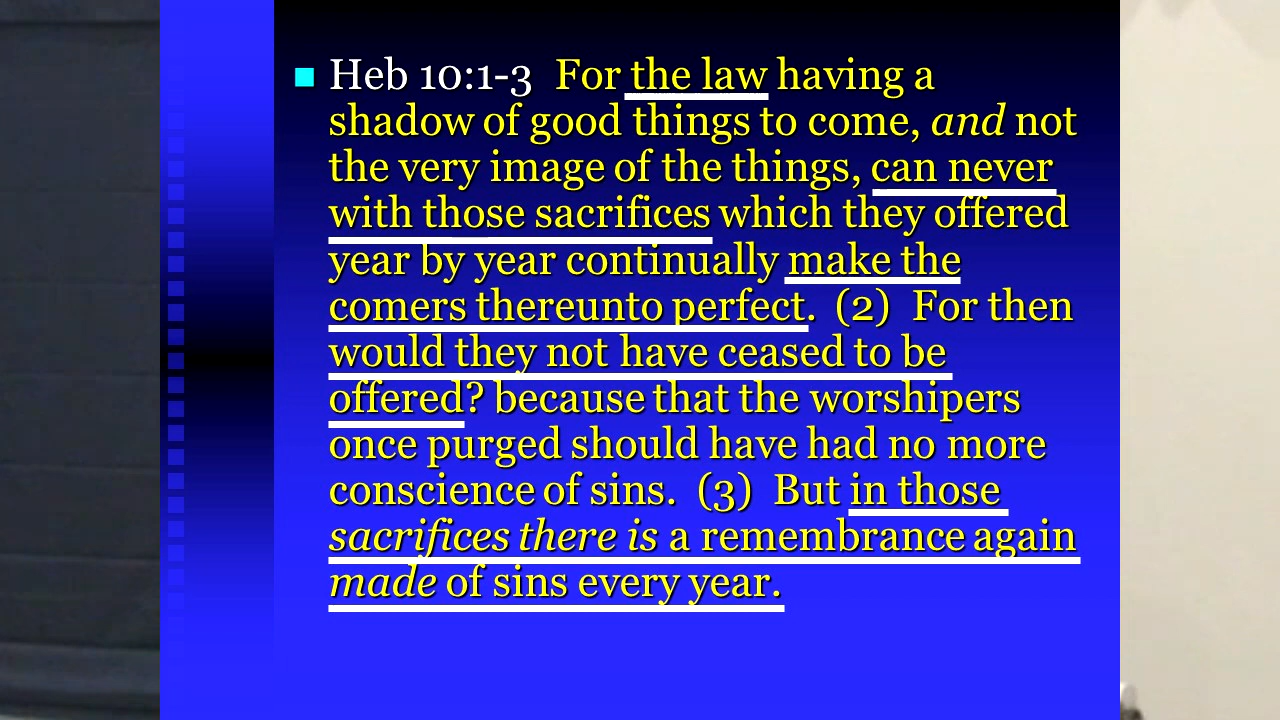 Heb 10:1-3 For the law having a
shadow of good things to come, and not
the very image of the things, can never
with those sacrifices which they offered
year by year continually make the
comers thereunto perfect. (2) For then
would they not have ceased to be
offered? because that the worshipers
once purged should have had no more
conscience of sins. (3) But in those
sacrifices there is a remembrance again
made of sins every year.